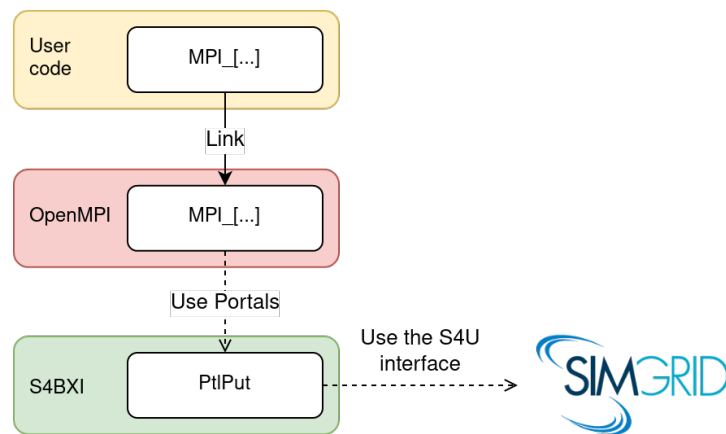 User
code
MPI_[...]
Link
OpenMPI
MPI_[...]
Use Portals
Use the S4U
interface
S4BXI
PtlPut
SIMGRID